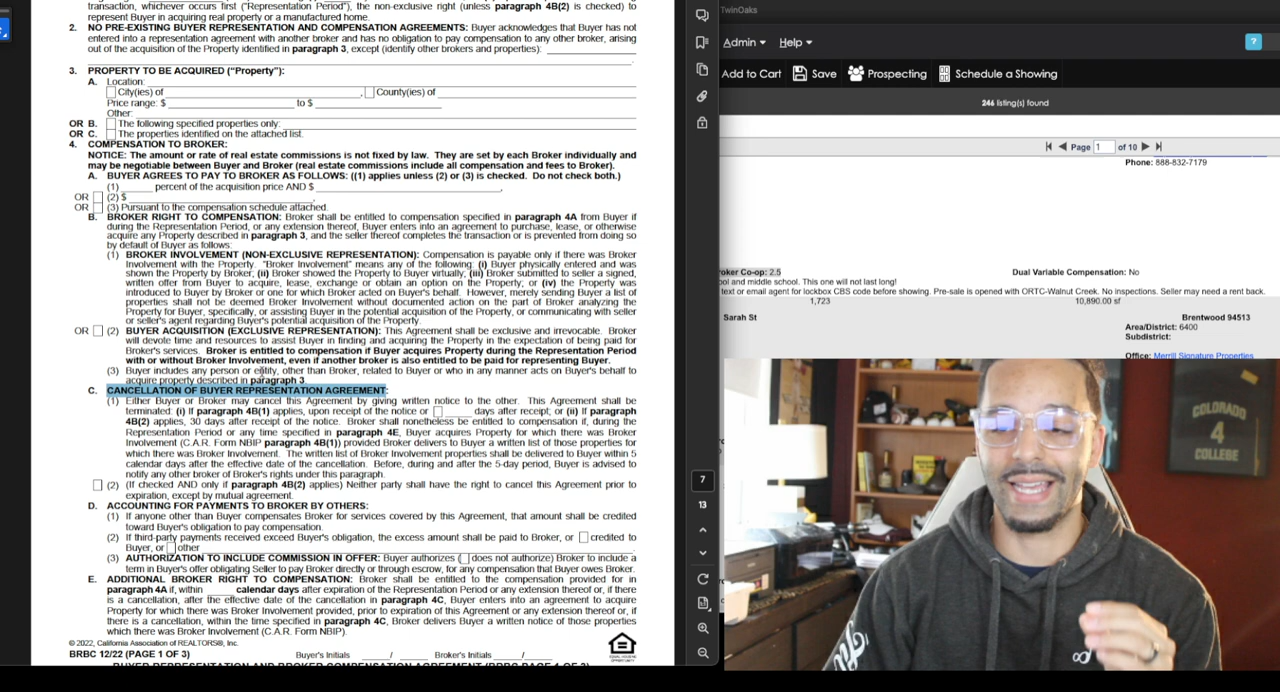 transaction, whichever occurs first ("Representation Period"), the non-exclusive right (unless paragraph 4B(2) is checked) to
represent Buyer in acquiring real property or a manufactured home.
2. NO PRE-EXISTING BUYER REPRESENTATION AND COMPENSATION AGREEMENTS: Buyer acknowledges that Buyer has not
entered into a representation agreement with another broker and has no obligation to pay compensation to any other broker, arising
out of the acquisition of the Property identified in paragraph 3, except (identify other brokers and properties):
3. PROPERTY TO BE ACQUIRED ("Property"):
A. Location:
City(ies) of , County(ies) of
Price range: $ to $
Other:
OR B. The following specified properties only:
OR C. The properties identified on the attached list.
4. COMPENSATION TO BROKER:
NOTICE: The amount or rate of real estate commissions is not fixed by law. They are set by each Broker individually and
may be negotiable between Buyer and Broker (real estate commissions include all compensation and fees to Broker).
A. BUYER AGREES TO PAY TO BROKER AS FOLLOWS: ((1) applies unless (2) or (3) is checked. Do not check both.)
(1) percent of the acquisition price AND $ ,
OR (2) $ ,
OR (3) Pursuant to the compensation schedule attached.
B. BROKER RIGHT TO COMPENSATION: Broker shall be entitled to compensation specified in paragraph 4A from Buyer if
during the Representation Period, or any extension thereof, Buyer enters into an agreement to purchase, lease, or otherwise
acquire any Property described in paragraph 3, and the seller thereof completes the transaction or is prevented from doing so
by default of Buyer as follows:
(1) BROKER INVOLVEMENT (NON-EXCLUSIVE REPRESENTATION): Compensation is payable only if there was Broker
Involvement with the Property. "Broker Involvement" means any of the following: (i) Buyer physically entered and was
shown the Property by Broker; (ii) Broker showed the Property to Buyer virtually; (iii) Broker submitted to seller a signed,
written offer from Buyer to acquire, lease, exchange or obtain an option on the Property; or (iv) the Property was
introduced to Buyer by Broker or one for which Broker acted on Buyer's behalf. However, merely sending Buyer a list of
properties shall not be deemed Broker Involvement without documented action on the part of Broker analyzing the
Property for Buyer, specifically, or assisting Buyer in the potential acquisition of the Property, or communicating with seller
or seller's agent regarding Buyer's potential acquisition of the Property.
OR (2) BUYER ACQUISITION (EXCLUSIVE REPRESENTATION): This Agreement shall be exclusive and irrevocable. Broker
will devote time and resources to assist Buyer in finding and acquiring the Property in the expectation of being paid for
Broker's services. Broker is entitled to compensation if Buyer acquires Property during the Representation Period
with or without Broker Involvement, even if another broker is also entitled to be paid for representing Buyer.
(3) Buyer includes any person or entity, other than Broker, related to Buyer or who in any manner acts on Buyer's behalf to
acquire property described in paragraph 3.
C. CANCELLATION OF BUYER REPRESENTATION AGREEMENT:
(1) Either Buyer or Broker may cancel this Agreement by giving written notice to the other. This Agreement shall be
terminated: (i) If paragraph 4B(1) applies, upon receipt of the notice or days after receipt; or (ii) If paragraph
4B(2) applies, 30 days after receipt of the notice. Broker shall nonetheless be entitled to compensation if, during the
Representation Period or any time specified in paragraph 4E, Buyer acquires Property for which there was Broker
Involvement (C.A.R. Form NBIP paragraph 4B(1)) provided Broker delivers to Buyer a written list of those properties for
which there was Broker Involvement. The written list of Broker Involvement properties shall be delivered to Buyer within 5
calendar days after the effective date of the cancellation. Before, during and after the 5-day period, Buyer is advised to
notify any other broker of Broker's rights under this paragraph.
(2) (If checked AND only if paragraph 4B(2) applies) Neither party shall have the right to cancel this Agreement prior to
expiration, except by mutual agreement.
D. ACCOUNTING FOR PAYMENTS TO BROKER BY OTHERS:
(1) If anyone other than Buyer compensates Broker for services covered by this Agreement, that amount shall be credited
toward Buyer's obligation to pay compensation.
(2) If third-party payments received exceed Buyer's obligation, the excess amount shall be paid to Broker, or credited to
Buyer, or other
(3) AUTHORIZATION TO INCLUDE COMMISSION IN OFFER: Buyer authorizes ( does not authorize) Broker to include a
term in Buyer's offer obligating Seller to pay Broker directly or through escrow, for any compensation that Buyer owes Broker.
E. ADDITIONAL BROKER RIGHT TO COMPENSATION: Broker shall be entitled to the compensation provided for in
paragraph 4A if, within calendar days after expiration of the Representation Period or any extension thereof, or if there
is a cancellation, after the effective date of the cancellation in paragraph 4C, Buyer enters into an agreement to acquire
Property for which there was Broker Involvement provided, prior to expiration of this Agreement or any extension thereof, or, if
there is a cancellation, within the time specified in paragraph 4C, Broker delivers Buyer a written notice of those properties
which there was Broker Involvement (C.A.R. Form NBIP).
© 2022, California Association of REALTORS®, Inc.
BRBC 12/22 (PAGE 1 OF 3) Buyer's Initials / Broker's Initials /
7
13
TwinOaks
Admin Help ?
Add to Cart Save Prospecting Schedule a Showing
246 listing(s) found
Page 1 of 10
Phone: 888-832-7179
oker Co-op: 2.5 Dual Variable Compensation: No
ool and middle school. This one will not last long!
text or email agent for lockbox CBS code before showing. Pre-sale is opened with ORTC-Walnut Creek. No inspections. Seller may need a rent back.
1,723 10,890.00 sf
Sarah St Brentwood 94513
Area/District: 6400
Subdistrict:
Office: Merrill Signature Properties
COLORADO
4
COLLEGE